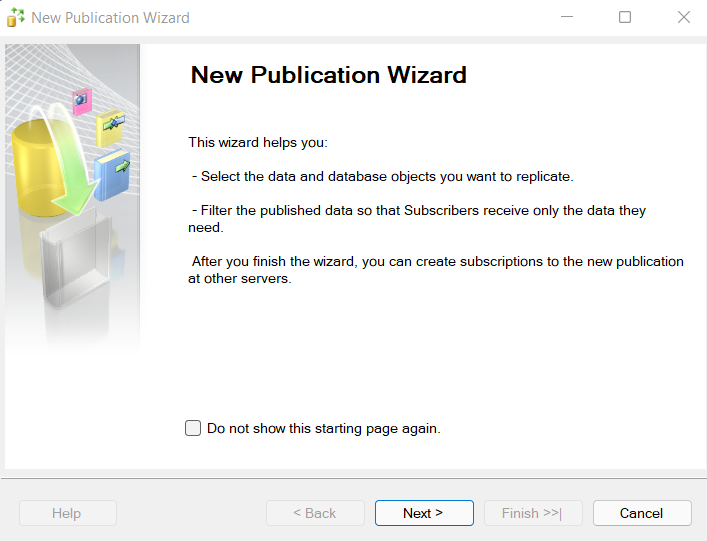 New Publication Wizard
New Publication Wizard
This wizard helps you:
- Select the data and database objects you want to replicate.
- Filter the published data so that Subscribers receive only the data they
need.
After you finish the wizard, you can create subscriptions to the new publication
at other servers.
Do not show this starting page again.
Help
< Back
Next >
Finish >>|
Cancel